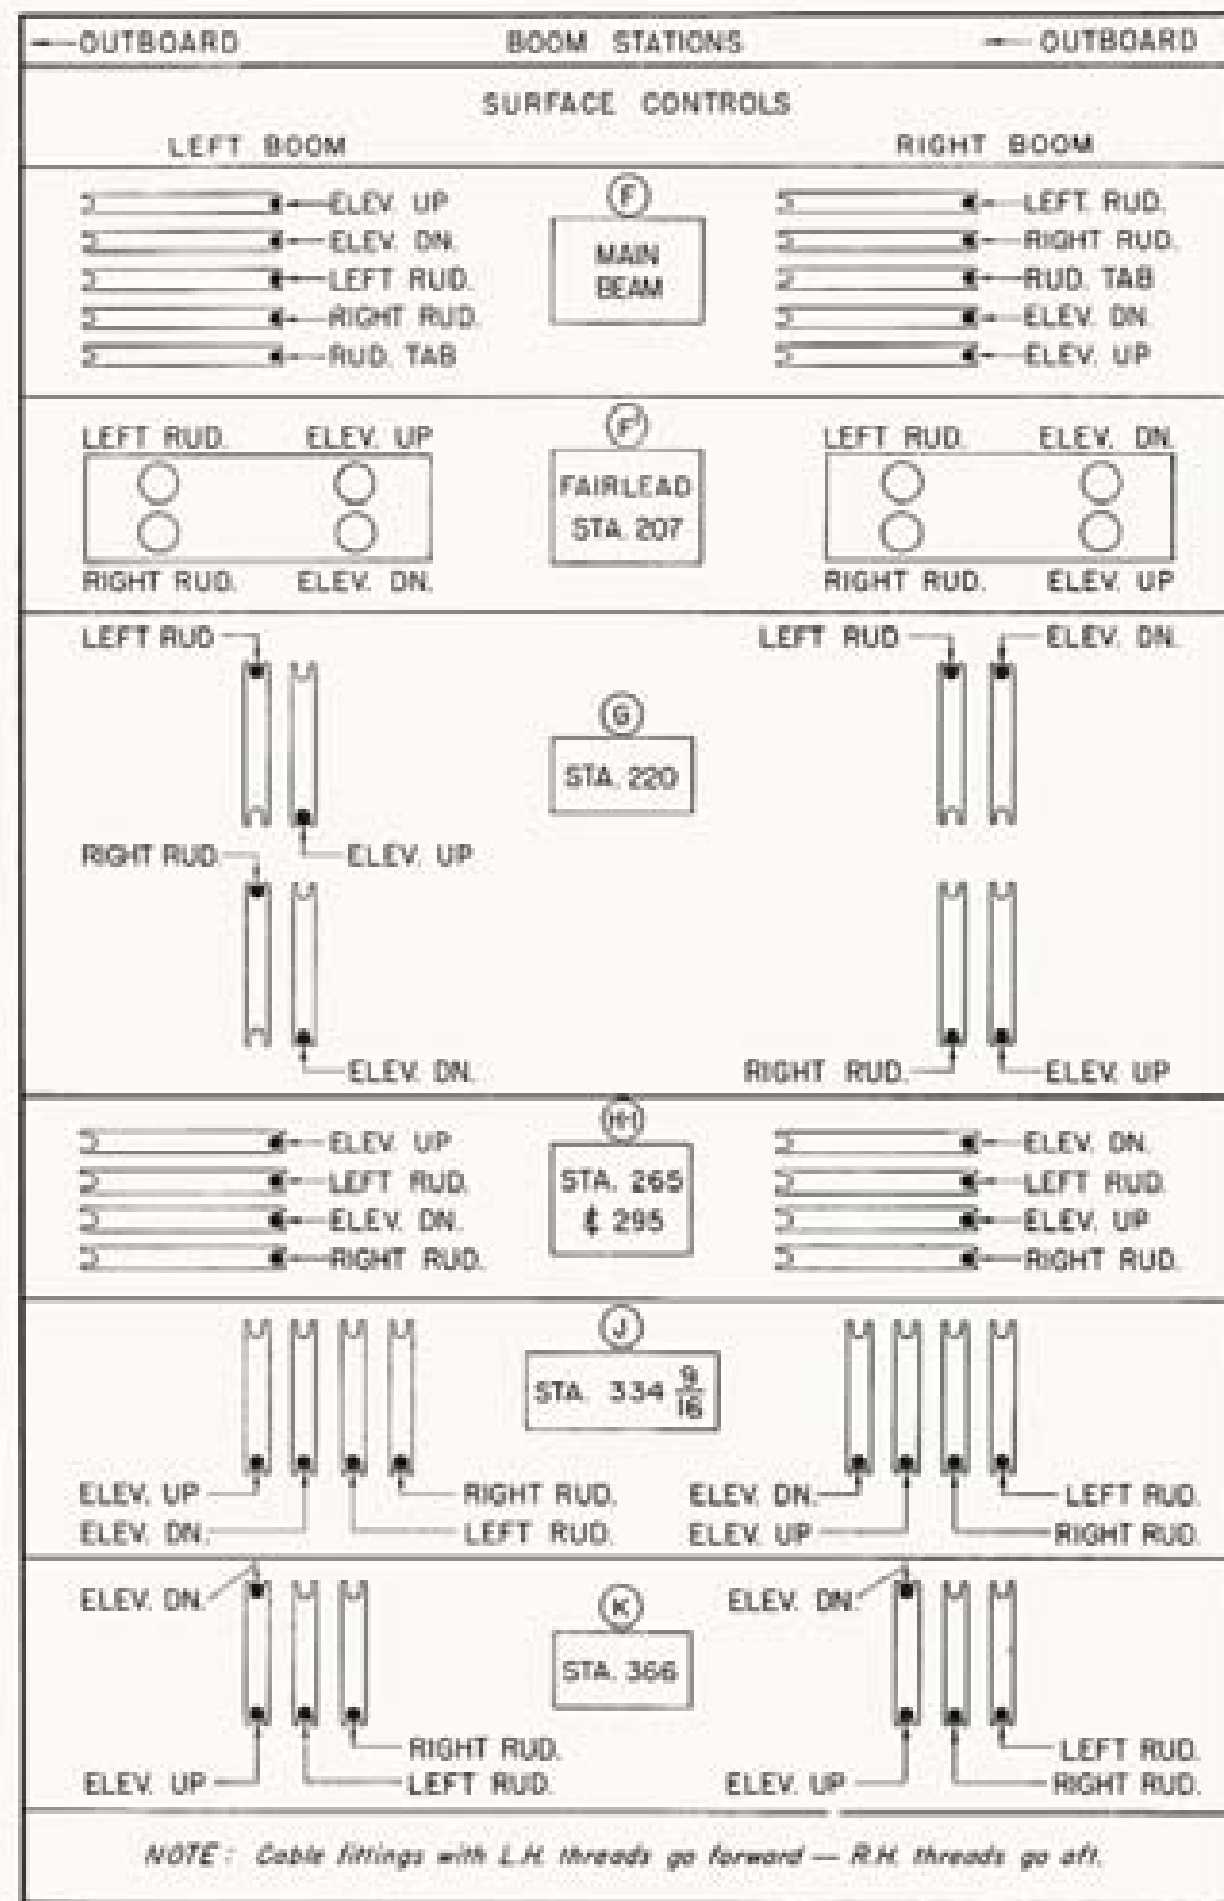 ←OUTBOARD BOOM STATIONS ← OUTBOARD
SURFACE CONTROLS
LEFT BOOM RIGHT BOOM
ELEV. UP
ELEV. DN.
LEFT RUD.
RIGHT RUD.
RUD. TAB
F
MAIN
BEAM
LEFT. RUD.
RIGHT RUD.
RUD. TAB
ELEV. DN.
ELEV. UP
LEFT RUD. ELEV. UP
RIGHT RUD. ELEV. DN.
F'
FAIRLEAD
STA. 207
LEFT RUD. ELEV. DN.
RIGHT RUD. ELEV. UP
LEFT RUD
RIGHT RUD.
ELEV. UP
ELEV. DN.
G
STA. 220
LEFT RUD
ELEV. DN.
RIGHT RUD.
ELEV. UP
ELEV. UP
LEFT RUD.
ELEV. DN.
RIGHT RUD.
H-I
STA. 265
¢ 295
ELEV. DN.
LEFT RUD.
ELEV. UP
RIGHT RUD.
J
STA. 334 9/16
ELEV. UP
ELEV. DN.
RIGHT RUD.
LEFT RUD.
ELEV. DN.
ELEV. UP
LEFT RUD.
RIGHT RUD.
ELEV. DN.
K
STA. 366
RIGHT RUD.
ELEV. UP
LEFT RUD.
ELEV. DN.
LEFT RUD.
ELEV. UP
RIGHT RUD.
NOTE: Cable fittings with L.H. threads go forward — R.H. threads go aft.